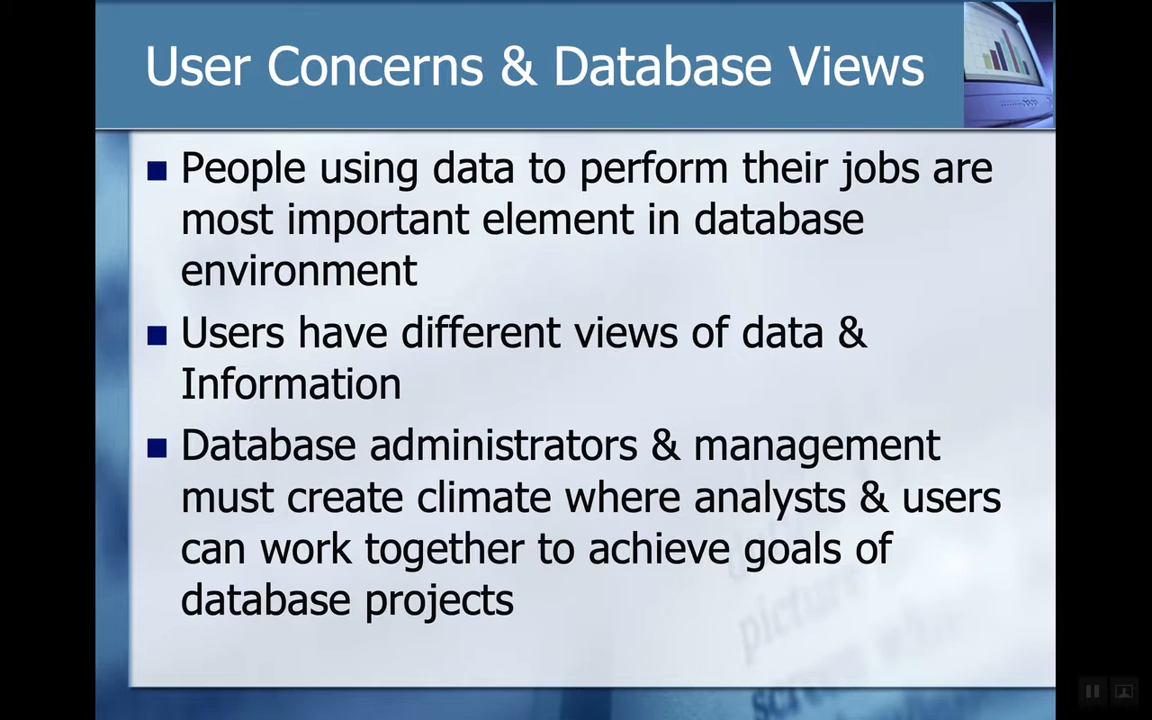 User Concerns & Database Views
People using data to perform their jobs are
most important element in database
environment
Users have different views of data &
Information
Database administrators & management
must create climate where analysts & users
can work together to achieve goals of
database projects
picture
screen